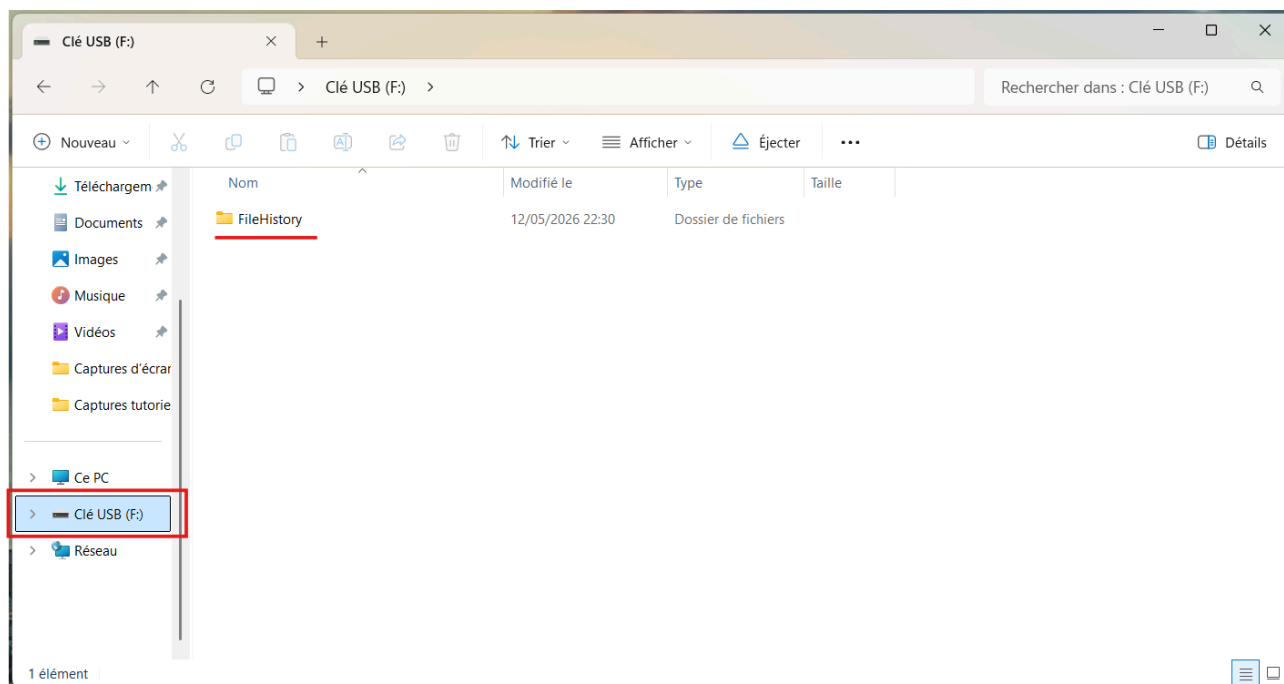 Clé USB (F:)
Clé USB (F:)
Rechercher dans : Clé USB (F:)
Nouveau
Trier
Afficher
Éjecter
Détails
Téléchargem
Documents
Images
Musique
Vidéos
Captures d'écrar
Captures tutorie
Ce PC
Clé USB (F:)
Réseau
Nom
Modifié le
Type
Taille
FileHistory
12/05/2026 22:30
Dossier de fichiers
1 élément